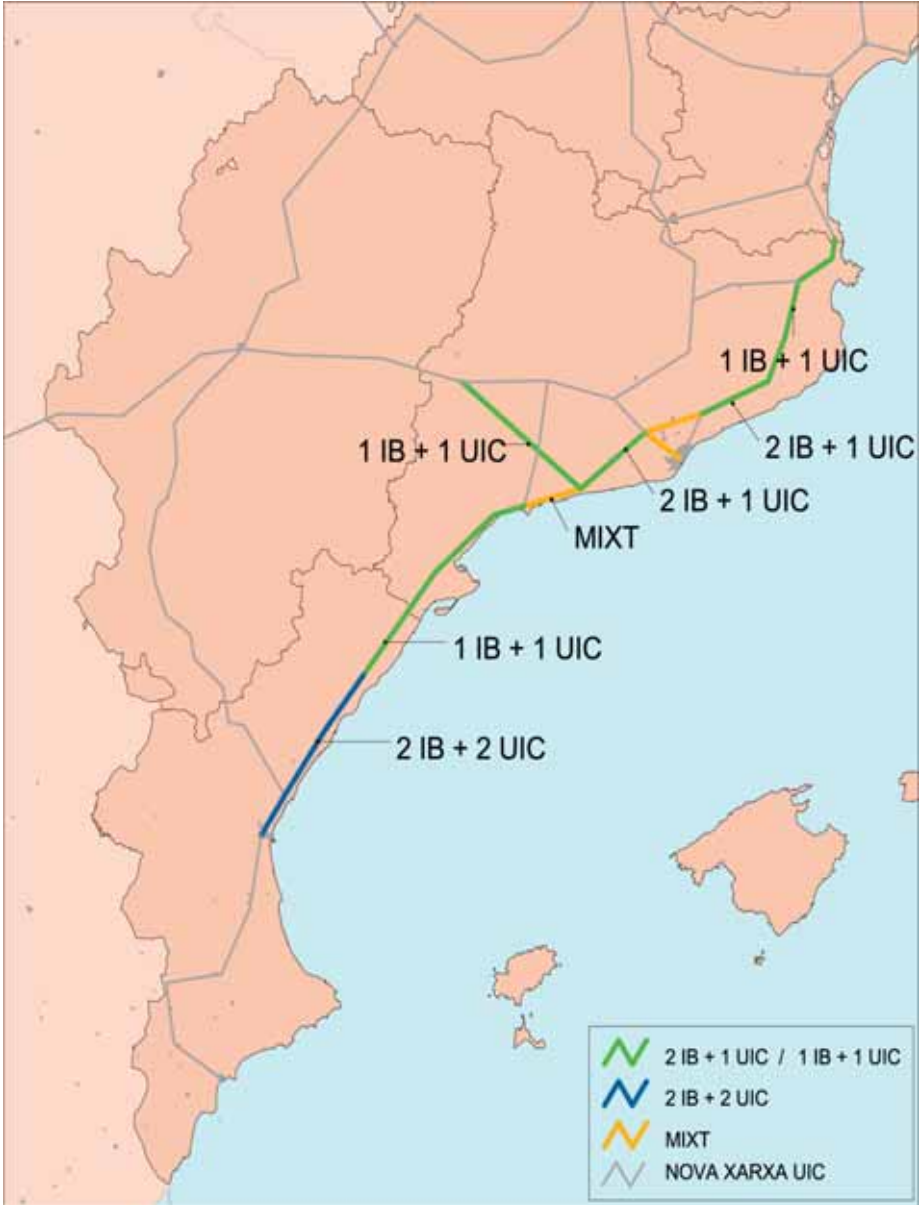 1 IB + 1 UIC
1 IB + 1 UIC
2 IB + 1 UIC
2 IB + 1 UIC
MIXT
1 IB + 1 UIC
2 IB + 2 UIC
2 IB + 1 UIC / 1 IB + 1 UIC
2 IB + 2 UIC
MIXT
NOVA XARXA UIC